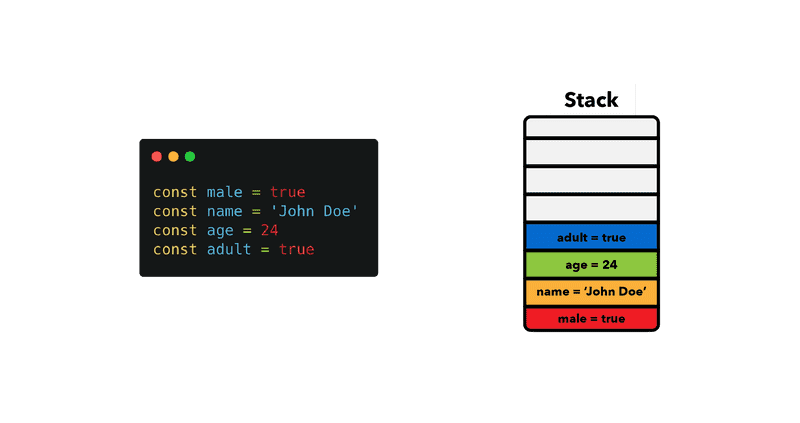 const male = true
const name = 'John Doe'
const age = 24
const adult = true
Stack
adult = true
age = 24
name = ‘John Doe’
male = true